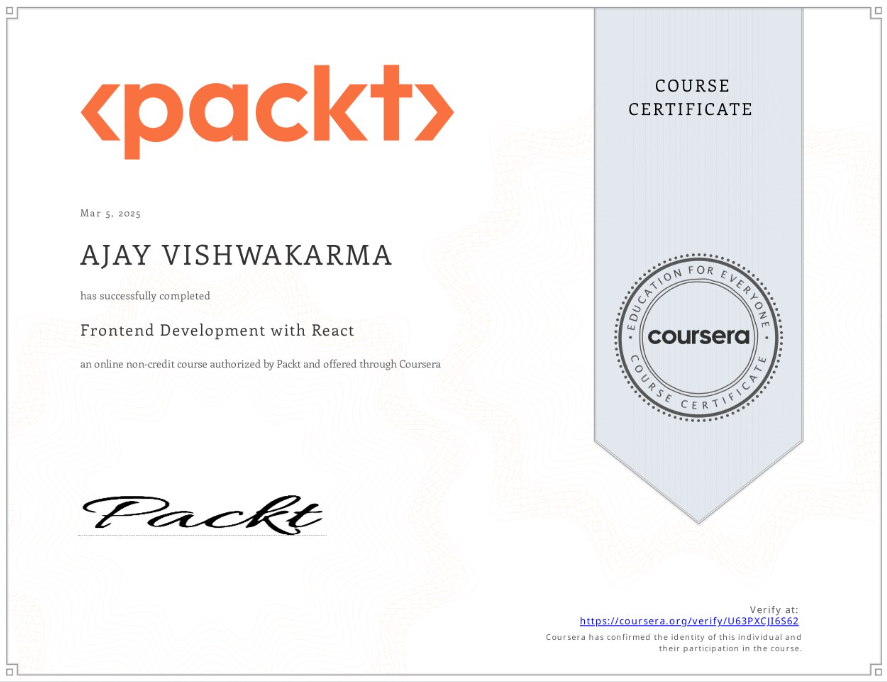 <packt>
COURSE
CERTIFICATE
Mar 5, 2025
AJAY VISHWAKARMA
has successfully completed
Frontend Development with React
an online non-credit course authorized by Packt and offered through Coursera
EDUCATION FOR EVERYONE
coursera
COURSE CERTIFICATE
Packt
Verify at:
https://coursera.org/verify/U63PXCJI6S62
Coursera has confirmed the identity of this individual and
their participation in the course.